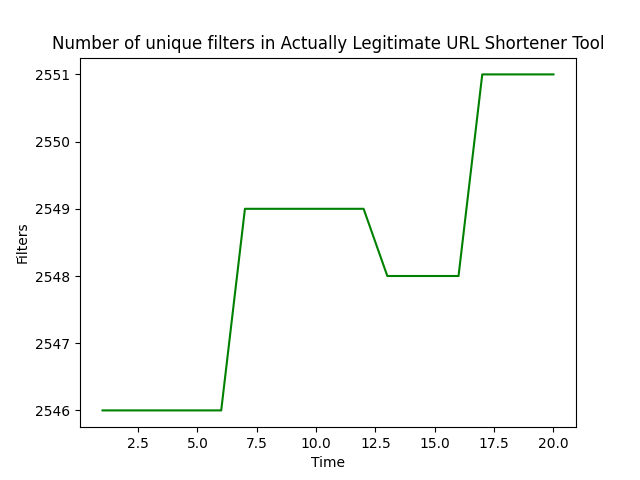 Number of unique filters in Actually Legitimate URL Shortener Tool
2551
2550
2549
2548
2547
2546
Filters
2.5 5.0 7.5 10.0 12.5 15.0 17.5 20.0
Time